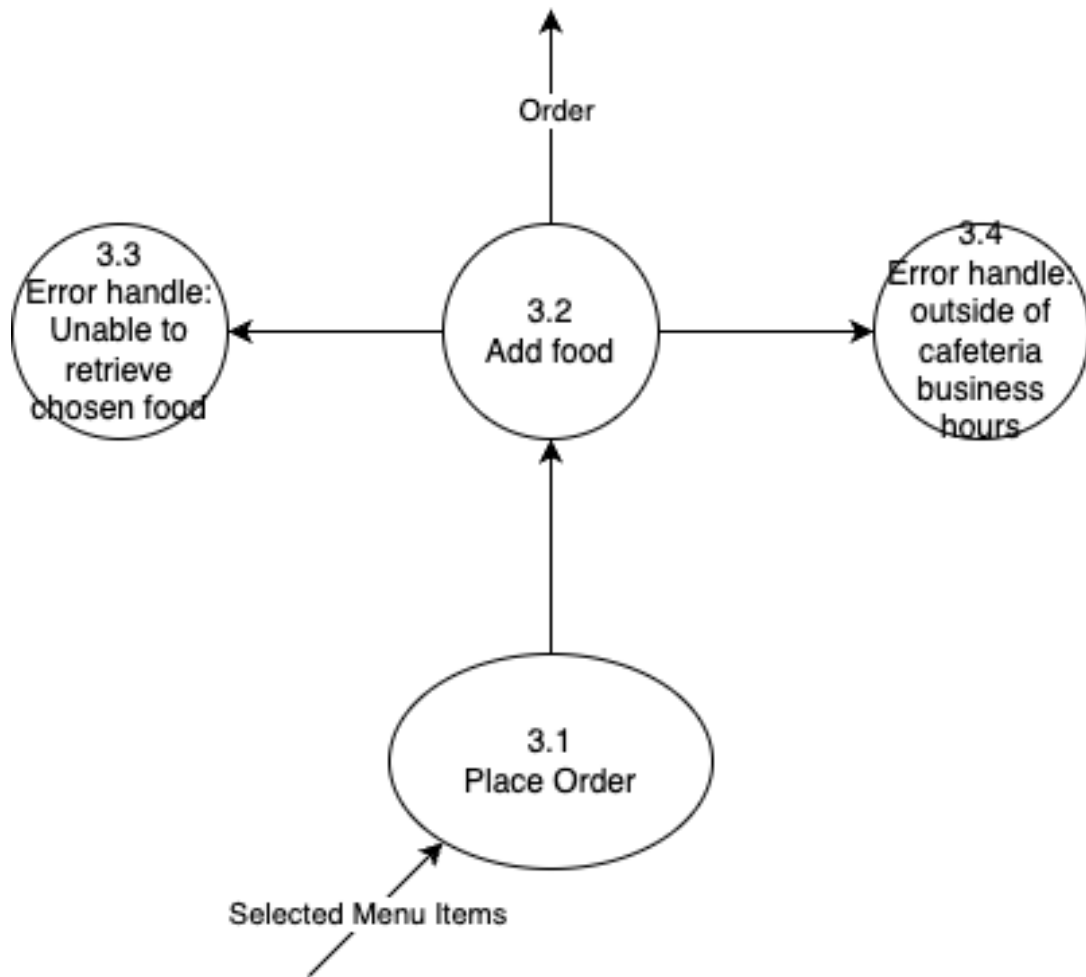 Order
3.3
Error handle:
Unable to
retrieve
chosen food
3.2
Add food
3.4
Error handle:
outside of
cafeteria
business
hours
3.1
Place Order
Selected Menu Items